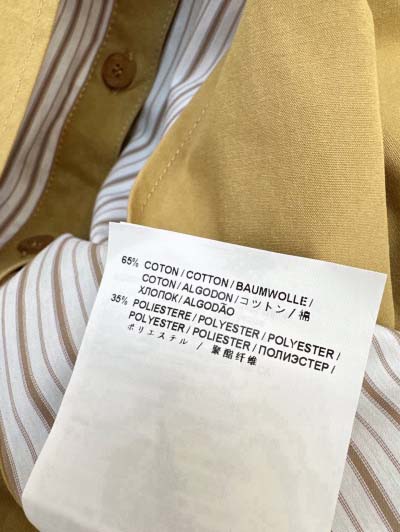 65% COTON / COTTON / BAUMWOLLE /
COTON / ALGODON / コットン / 棉
ХЛОПОК / ALGODÃO
35% POLIESTERE / POLYESTER / POLYESTER /
POLYESTER / POLIESTER / ПОЛИЭСТЕР /
ポリエステル / 聚酯纤维